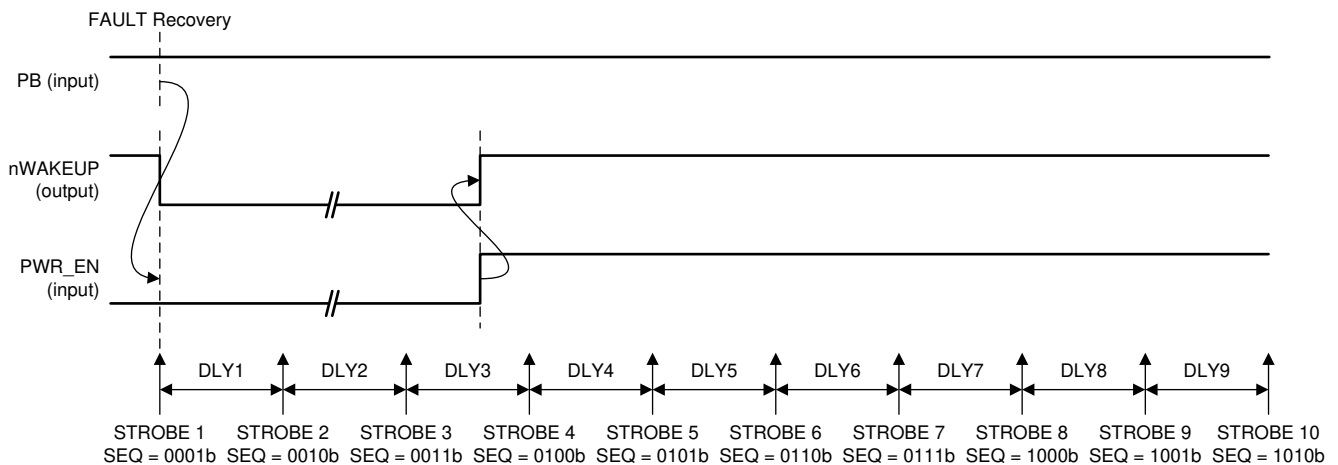 FAULT Recovery
PB (input)
nWAKEUP
(output)
PWR_EN
(input)
DLY1 DLY2 DLY3 DLY4 DLY5 DLY6 DLY7 DLY8 DLY9
STROBE 1 STROBE 2 STROBE 3 STROBE 4 STROBE 5 STROBE 6 STROBE 7 STROBE 8 STROBE 9 STROBE 10
SEQ = 0001b SEQ = 0010b SEQ = 0011b SEQ = 0100b SEQ = 0101b SEQ = 0110b SEQ = 0111b SEQ = 1000b SEQ = 1001b SEQ = 1010b